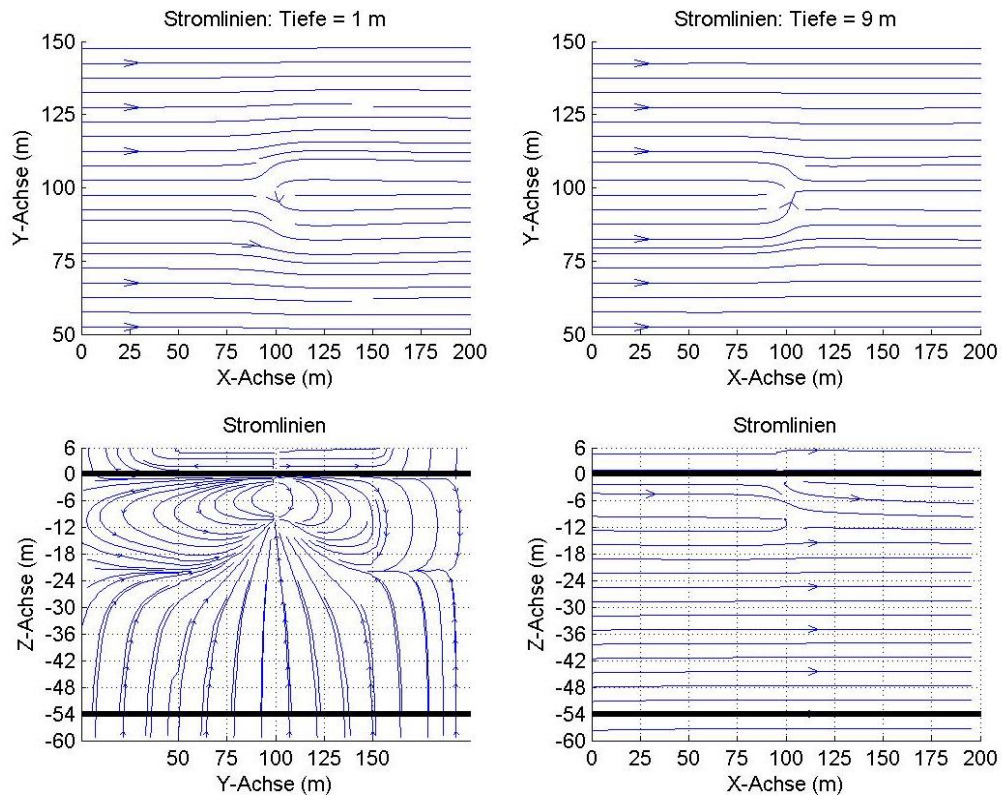 Stromlinien: Tiefe = 1 m
150
125
100
75
50
Y-Achse (m)
0 25 50 75 100 125 150 175 200
X-Achse (m)
Stromlinien: Tiefe = 9 m
150
125
100
75
50
Y-Achse (m)
0 25 50 75 100 125 150 175 200
X-Achse (m)
Stromlinien
6
0
-6
-12
-18
-24
-30
-36
-42
-48
-54
-60
Z-Achse (m)
50 75 100 125 150
Y-Achse (m)
Stromlinien
6
0
-6
-12
-18
-24
-30
-36
-42
-48
-54
-60
Z-Achse (m)
0 25 50 75 100 125 150 175 200
X-Achse (m)